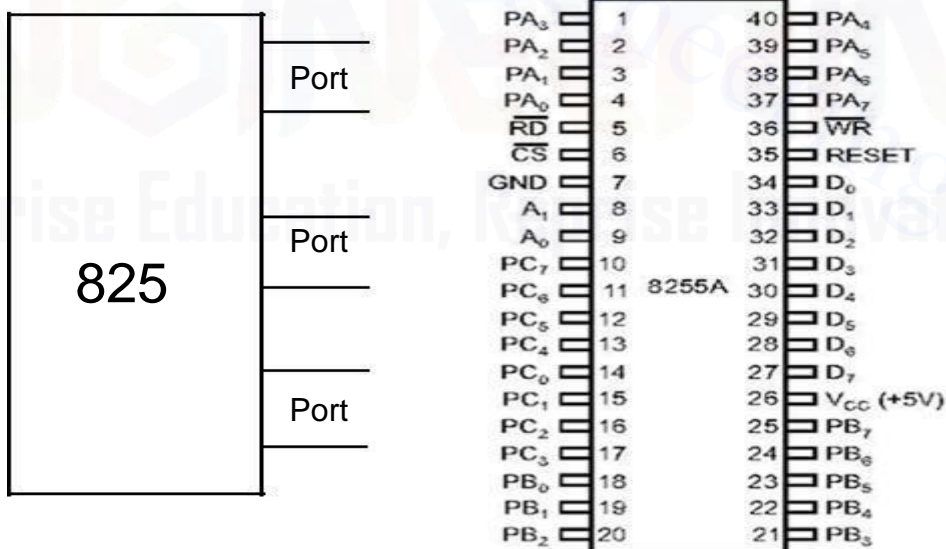 Port
Port
825
Port
PA₃ 1 40 PA₄
PA₂ 2 39 PA₅
PA₁ 3 38 PA₆
PA₀ 4 37 PA₇
R̅D̅ 5 36 W̅R̅
C̅S̅ 6 35 RESET
GND 7 34 D₀
A₁ 8 33 D₁
A₀ 9 32 D₂
PC₇ 10 31 D₃
PC₆ 11 8255A 30 D₄
PC₅ 12 29 D₅
PC₄ 13 28 D₆
PC₀ 14 27 D₇
PC₁ 15 26 V_CC (+5V)
PC₂ 16 25 PB₇
PC₃ 17 24 PB₆
PB₀ 18 23 PB₅
PB₁ 19 22 PB₄
PB₂ 20 21 PB₃